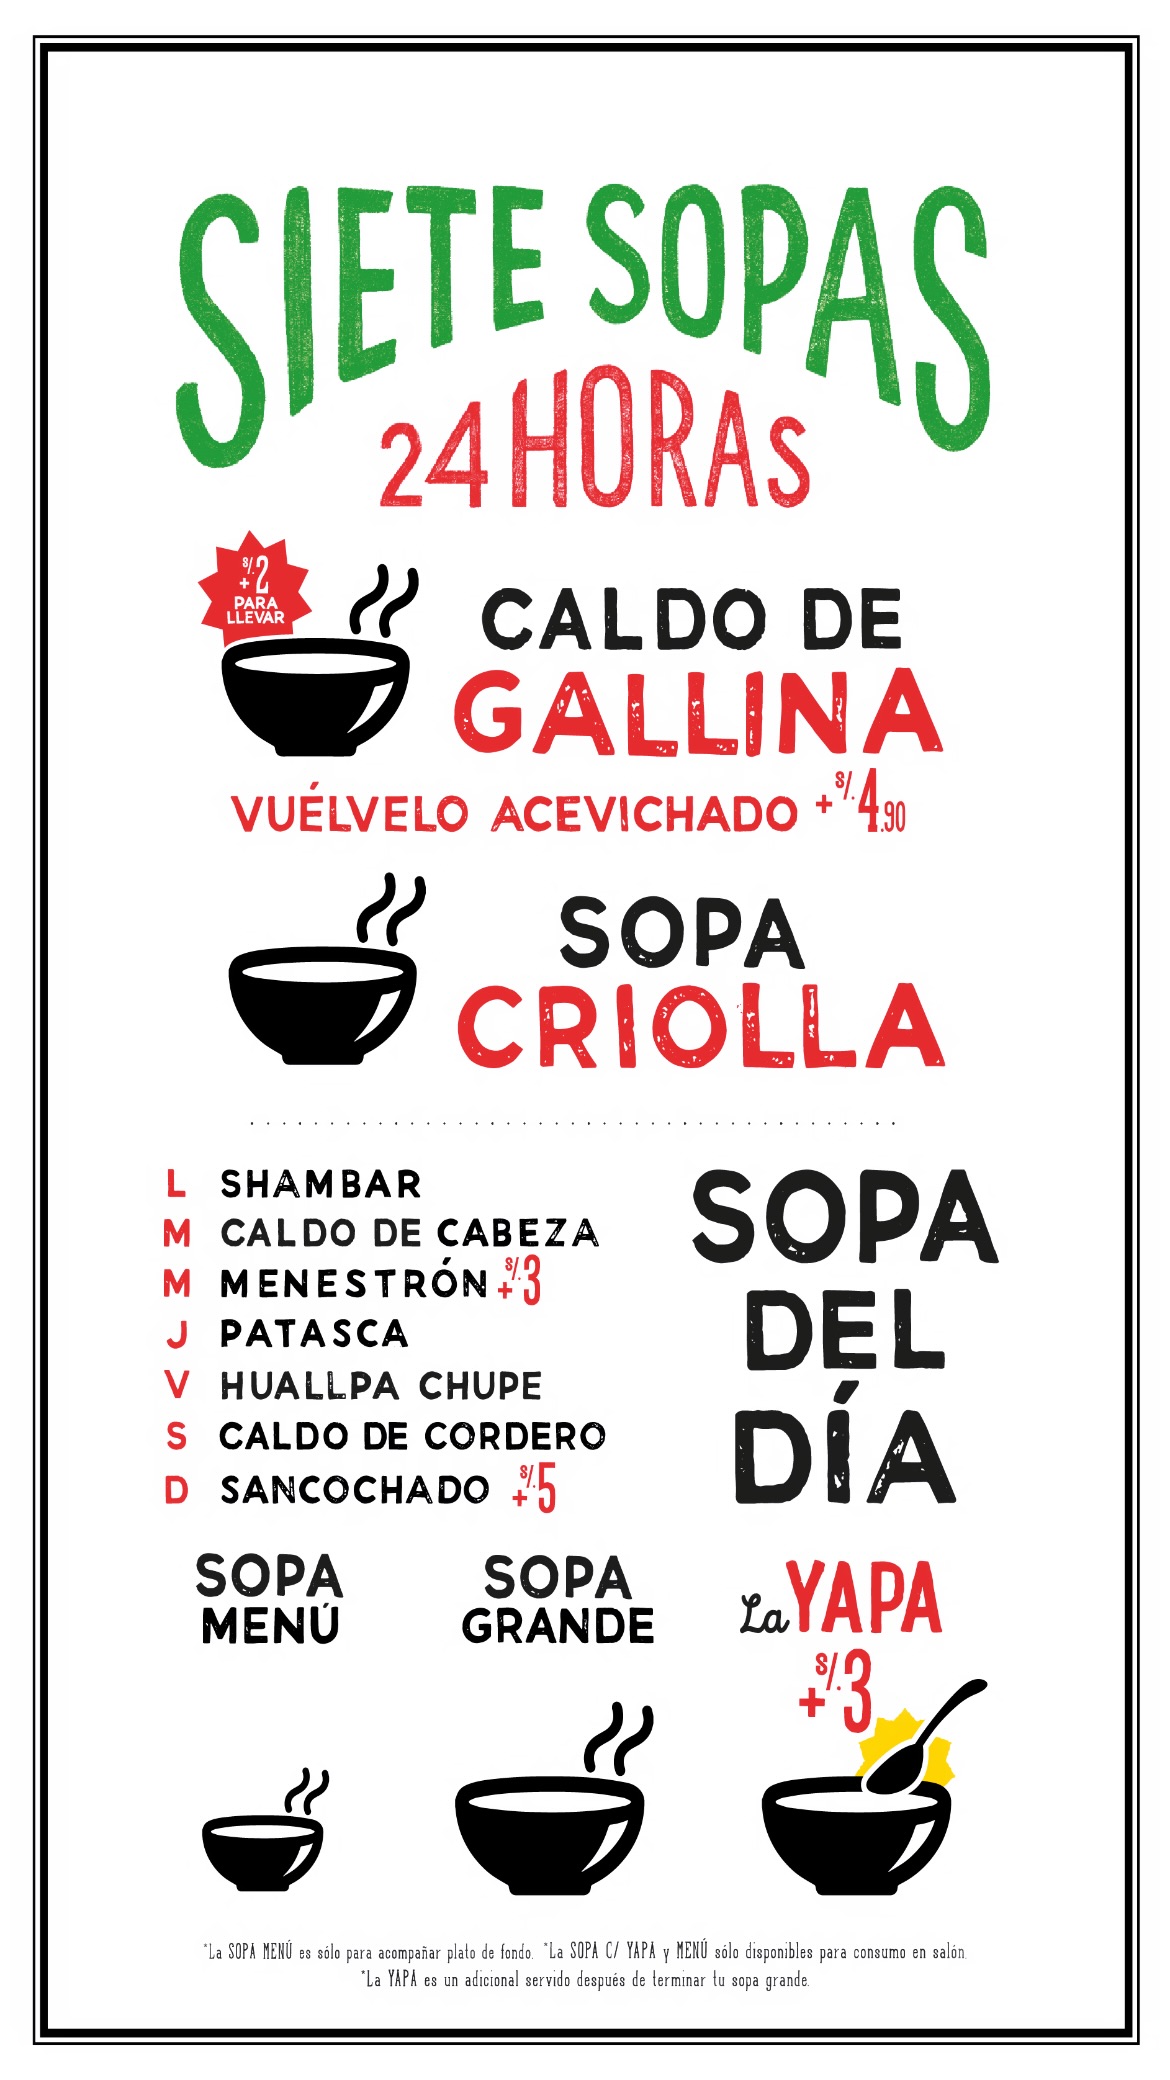 SIETE SOPAS
24 HORAS
S/. +2
PARA
LLEVAR
CALDO DE
GALLINA
VUÉLVELO ACEVICHADO + S/.4.90
SOPA
CRIOLLA
L SHAMBAR
M CALDO DE CABEZA
M MENESTRÓN + S/.3
J PATASCA
V HUALLPA CHUPE
S CALDO DE CORDERO
D SANCOCHADO + S/.5
SOPA
DEL
DÍA
SOPA
MENÚ
SOPA
GRANDE
La YAPA
+ S/.3
*La SOPA MENÚ es sólo para acompañar plato de fondo. *La SOPA C/ YAPA y MENÚ sólo disponibles para consumo en salón.
*La YAPA es un adicional servido después de terminar tu sopa grande.